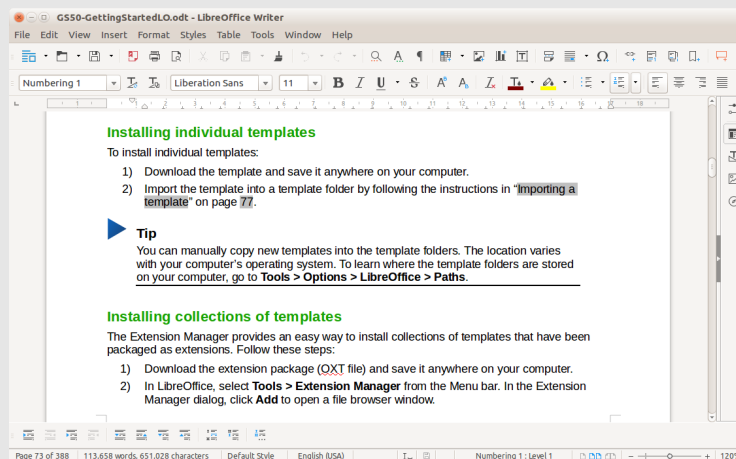 GS50-GettingStartedLO.odt - LibreOffice Writer
File Edit View Insert Format Styles Table Tools Window Help
Numbering 1 Liberation Sans 11
Installing individual templates
To install individual templates:
1) Download the template and save it anywhere on your computer.
2) Import the template into a template folder by following the instructions in “Importing a
template” on page 77.
Tip
You can manually copy new templates into the template folders. The location varies
with your computer’s operating system. To learn where the template folders are stored
on your computer, go to Tools > Options > LibreOffice > Paths.
Installing collections of templates
The Extension Manager provides an easy way to install collections of templates that have been
packaged as extensions. Follow these steps:
1) Download the extension package (OXT file) and save it anywhere on your computer.
2) In LibreOffice, select Tools > Extension Manager from the Menu bar. In the Extension
Manager dialog, click Add to open a file browser window.
Page 73 of 388 113,658 words, 651,028 characters Default Style English (USA) Numbering 1 : Level 1 120%